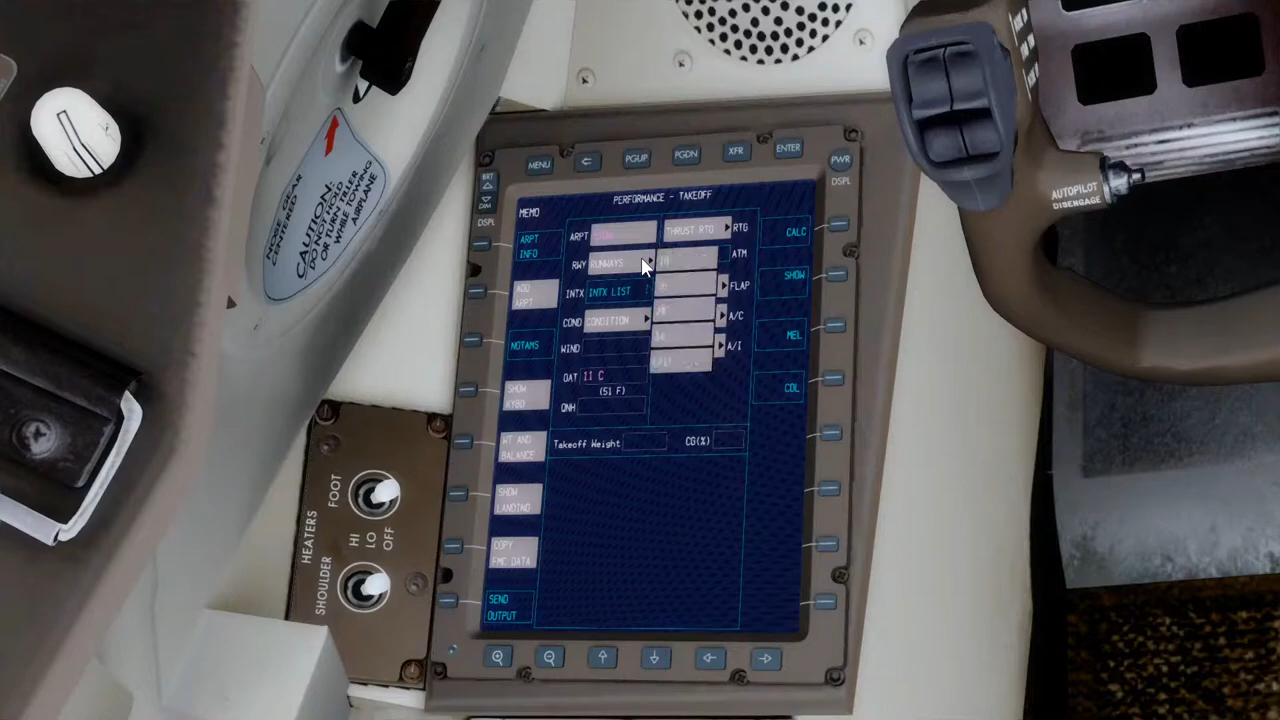 NOSE GEAR
CENTERED
CAUTION:
DO NOT HOLD
OR TURN TILLER
WHILE TOWING
AIRPLANE
MENU
PGUP
PGDN
XFR
ENTER
PWR
DSPL
BRT
DIM
DSPL
AUTOPILOT
DISENGAGE
PERFORMANCE - TAKEOFF
MEMO
ARPT
INFO
ARPT
THRUST RTG
RTG
CALC
RWY
RUNWAYS
ATM
ADD
ARPT
INTX
INTX LIST
FLAP
SHOW
COND
CONDITION
A/C
NOTAMS
WIND
A/I
MEL
OAT
11 C
(51 F)
SHOW
KYBD
QNH
CDL
WT AND
BALANCE
Takeoff Weight
CG(%)
SHOW
LANDING
COPY
FMC DATA
SEND
OUTPUT
HEATERS
FOOT
SHOULDER
HI
LO
OFF